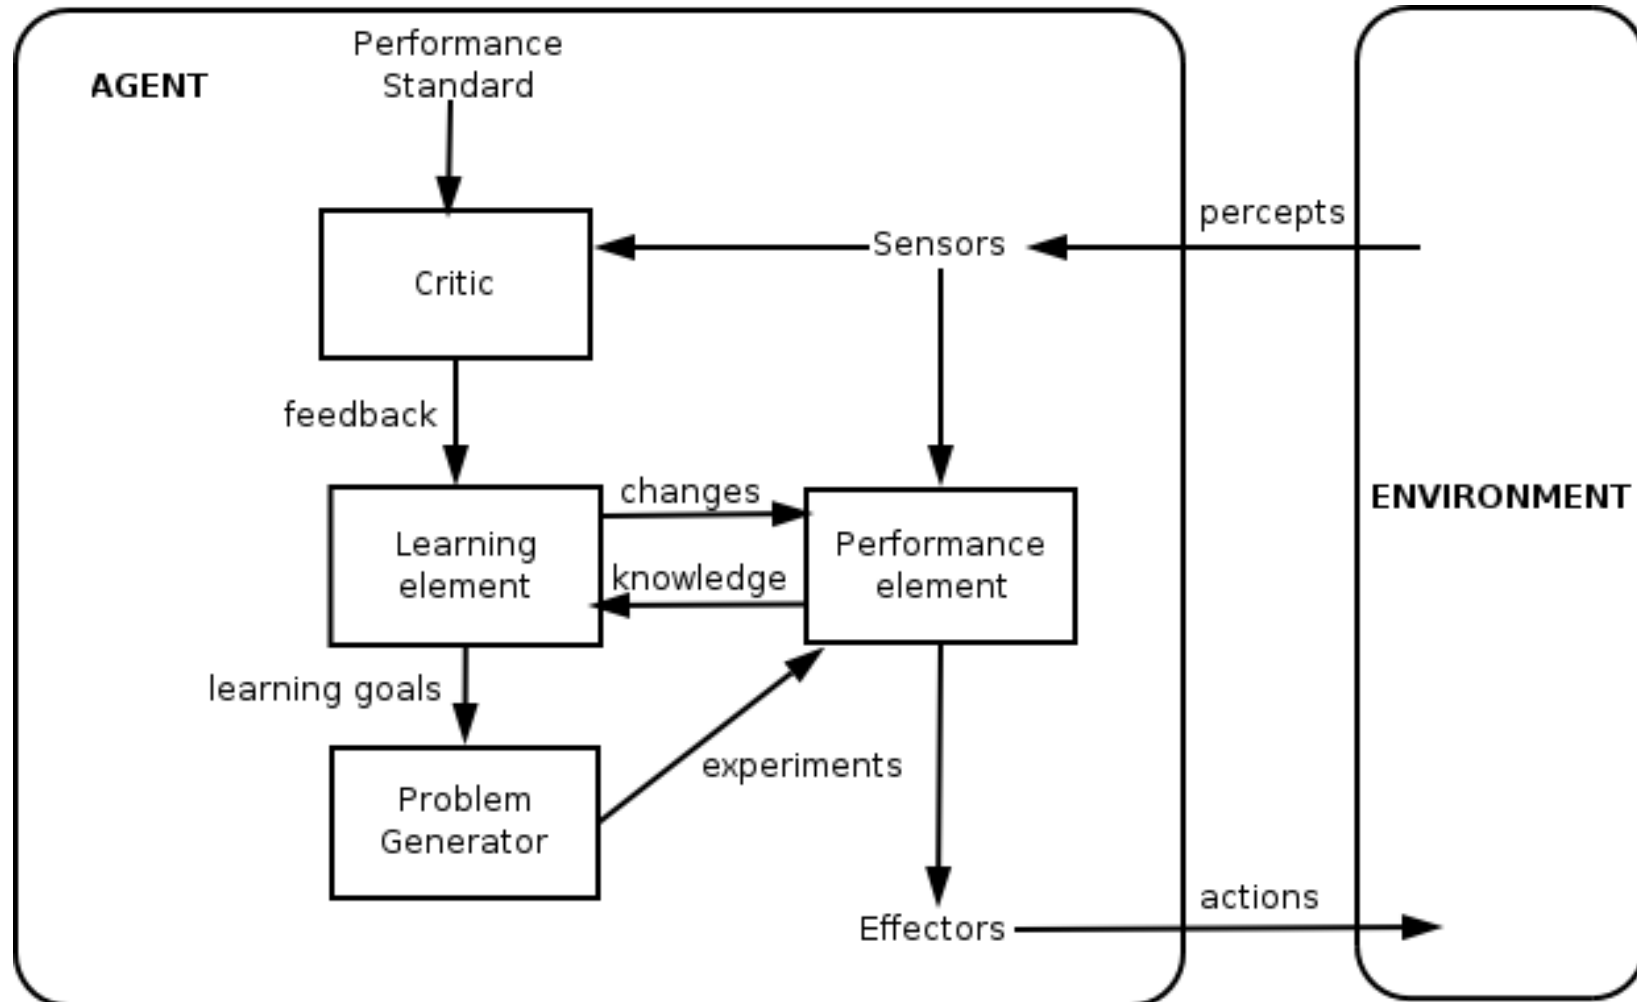 Performance
Standard
AGENT
percepts
Sensors
Critic
feedback
changes
ENVIRONMENT
Learning
element
Performance
element
knowledge
learning goals
experiments
Problem
Generator
actions
Effectors